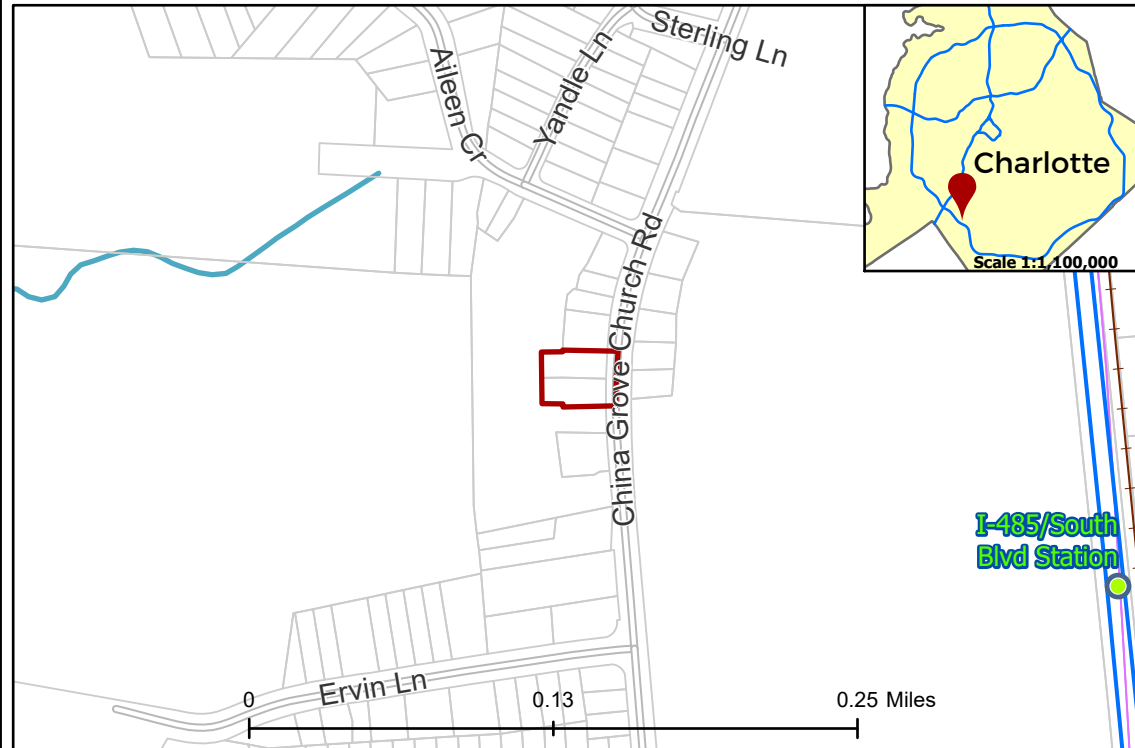 Sterling Ln
Yandle Ln
Aileen Cr
Charlotte
Scale 1:1,100,000
China Grove Church Rd
I-485/South
Blvd Station
Ervin Ln
0
0.13
0.25 Miles